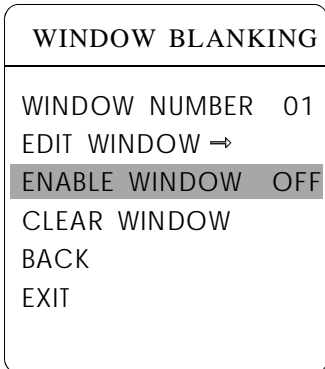 WINDOW BLANKING
WINDOW NUMBER 01
EDIT WINDOW ⇒
ENABLE WINDOW OFF
CLEAR WINDOW
BACK
EXIT